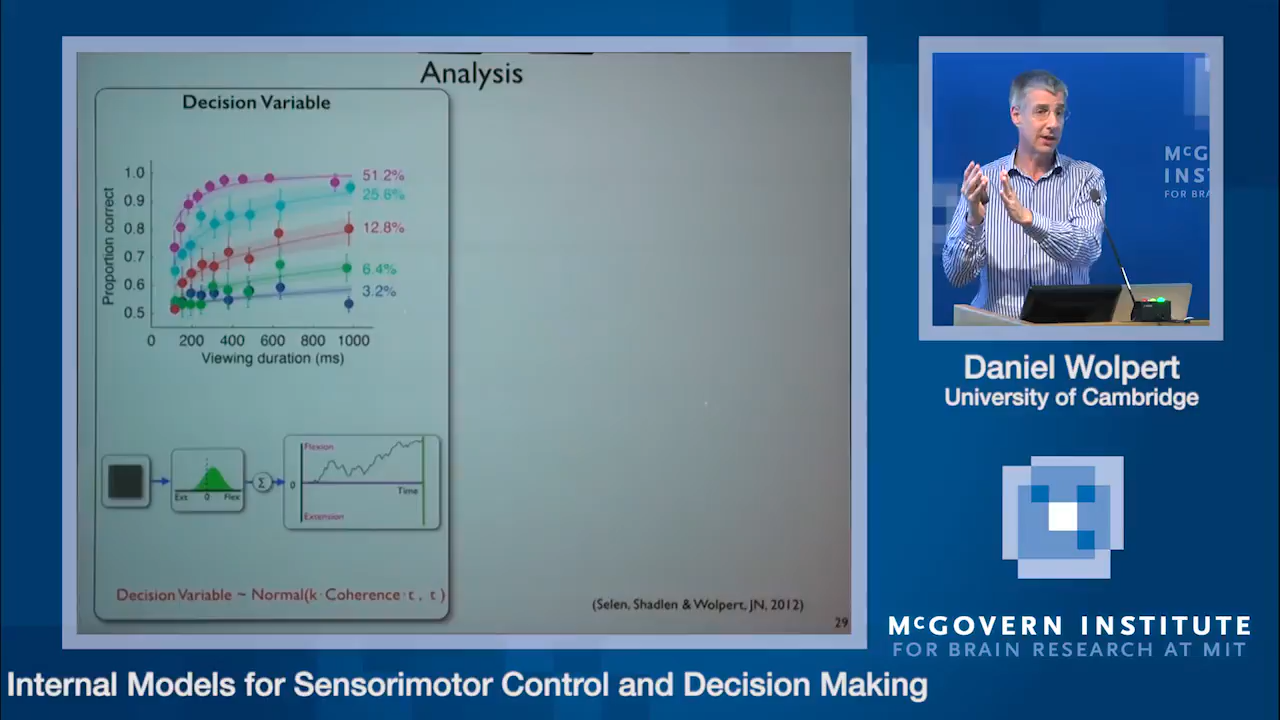 Analysis
Decision Variable
Proportion correct
1.0
0.9
0.8
0.7
0.6
0.5
51.2%
25.6%
12.8%
6.4%
3.2%
0 200 400 600 800 1000
Viewing duration (ms)
Ext 0 Flex
Σ
Flexion
0
Time
Extension
Decision Variable ~ Normal(k·Coherence·t, t)
(Selen, Shadlen & Wolpert, JN, 2012)
29
McG
INS
FOR BRA
Daniel Wolpert
University of Cambridge
McGOVERN INSTITUTE
FOR BRAIN RESEARCH AT MIT
Internal Models for Sensorimotor Control and Decision Making